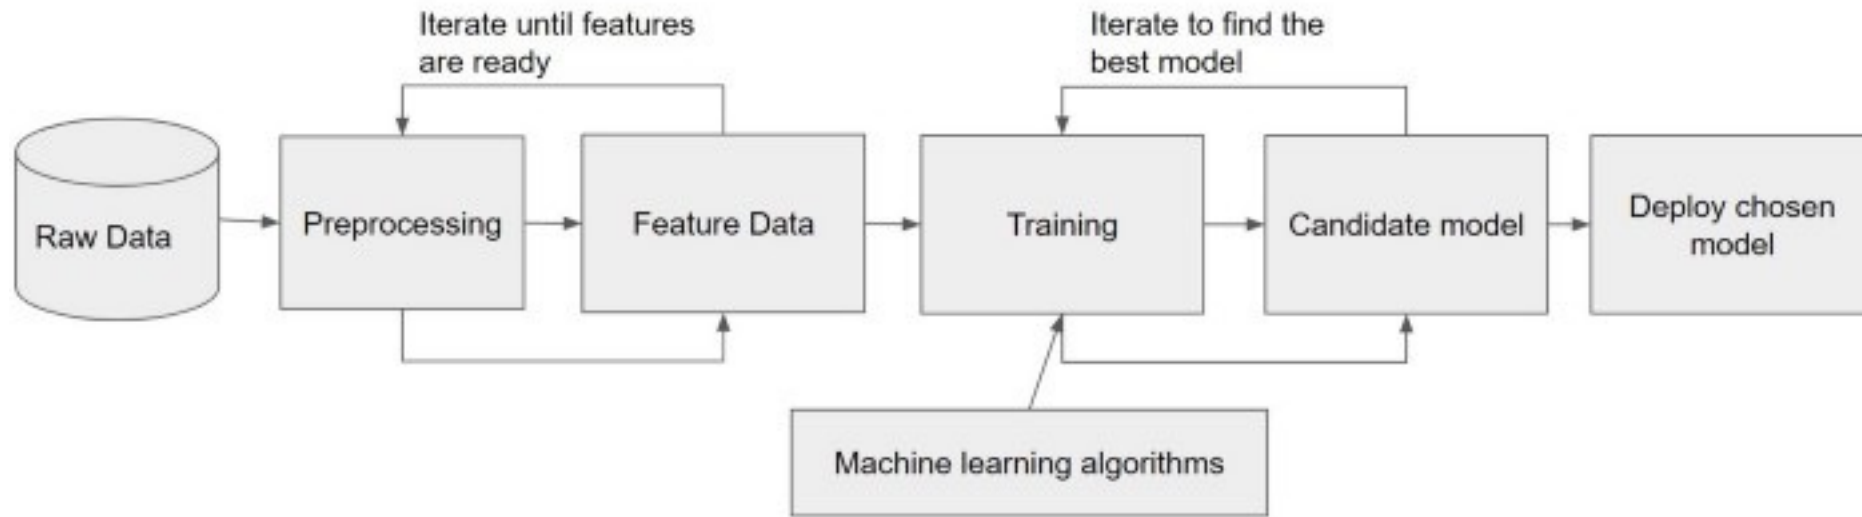 Iterate until features
are ready
Iterate to find the
best model
Raw Data
Preprocessing
Feature Data
Training
Candidate model
Deploy chosen
model
Machine learning algorithms